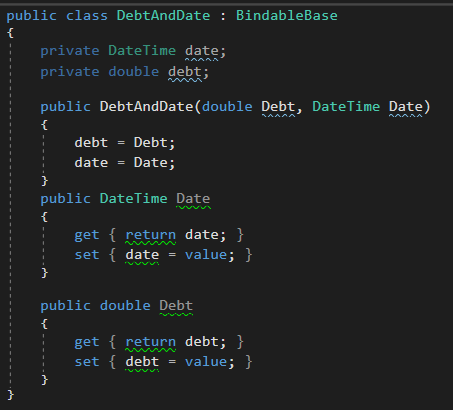 public class DebtAndDate : BindableBase
{
private DateTime date;
private double debt;
public DebtAndDate(double Debt, DateTime Date)
{
debt = Debt;
date = Date;
}
public DateTime Date
{
get { return date; }
set { date = value; }
}
public double Debt
{
get { return debt; }
set { debt = value; }
}
}